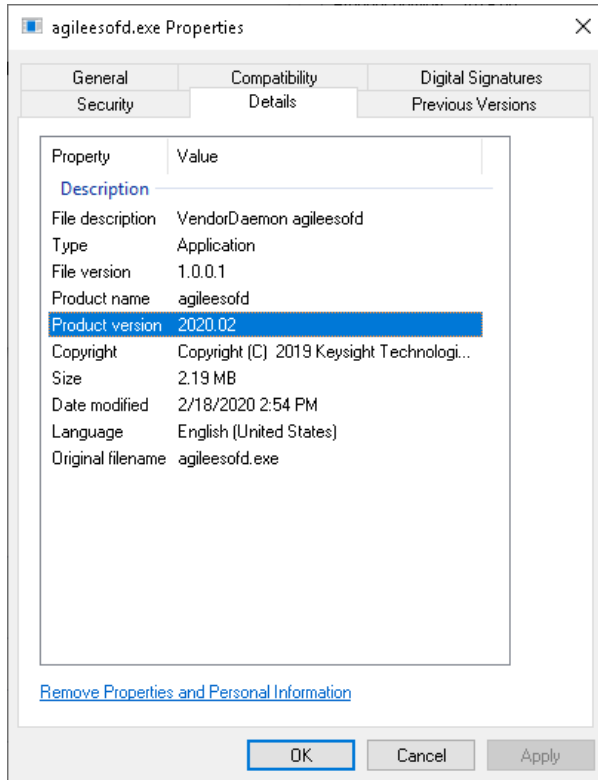 agileesofd.exe Properties
General Compatibility Digital Signatures
Security Details Previous Versions
Property Value
Description
File description VendorDaemon agileesofd
Type Application
File version 1.0.0.1
Product name agileesofd
Product version 2020.02
Copyright Copyright (C) 2019 Keysight Technologi...
Size 2.19 MB
Date modified 2/18/2020 2:54 PM
Language English (United States)
Original filename agileesofd.exe
Remove Properties and Personal Information
OK Cancel Apply